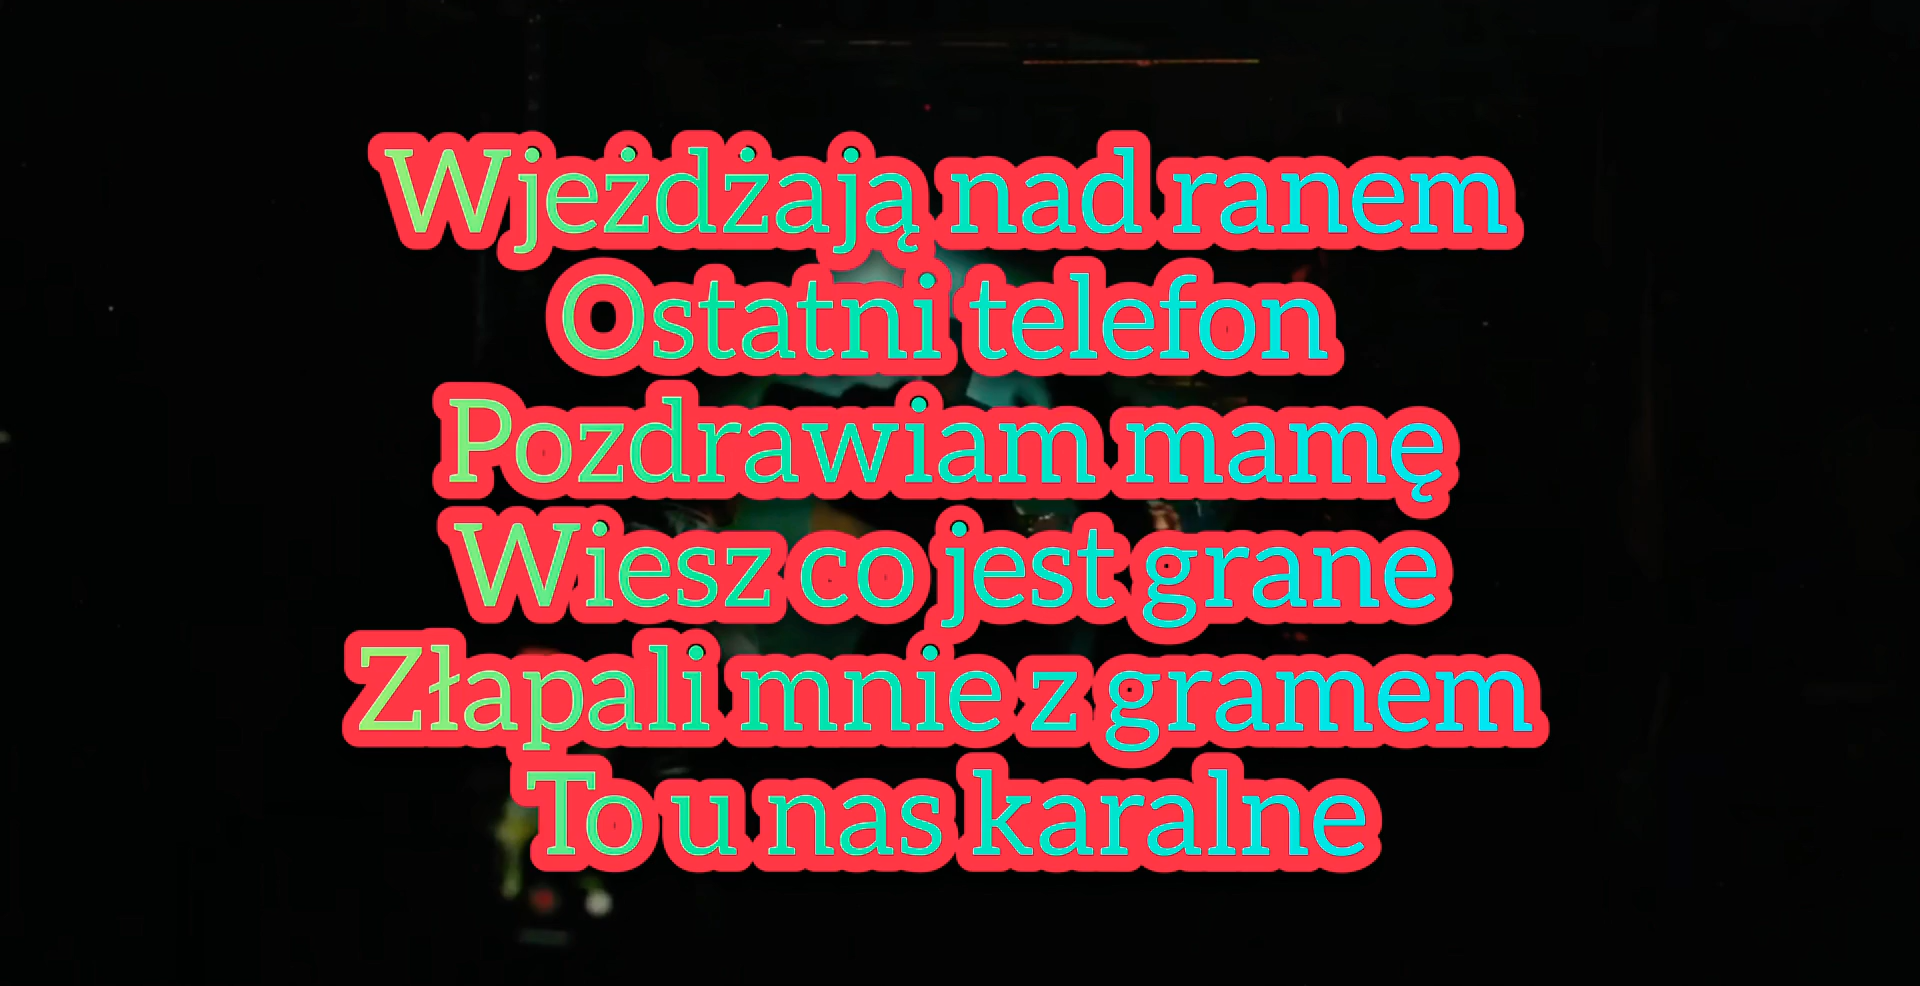 Wjeżdżają nad ranem
Ostatni telefon
Pozdrawiam mamę
Wiesz co jest grane
Złapali mnie z gramem
To u nas karalne